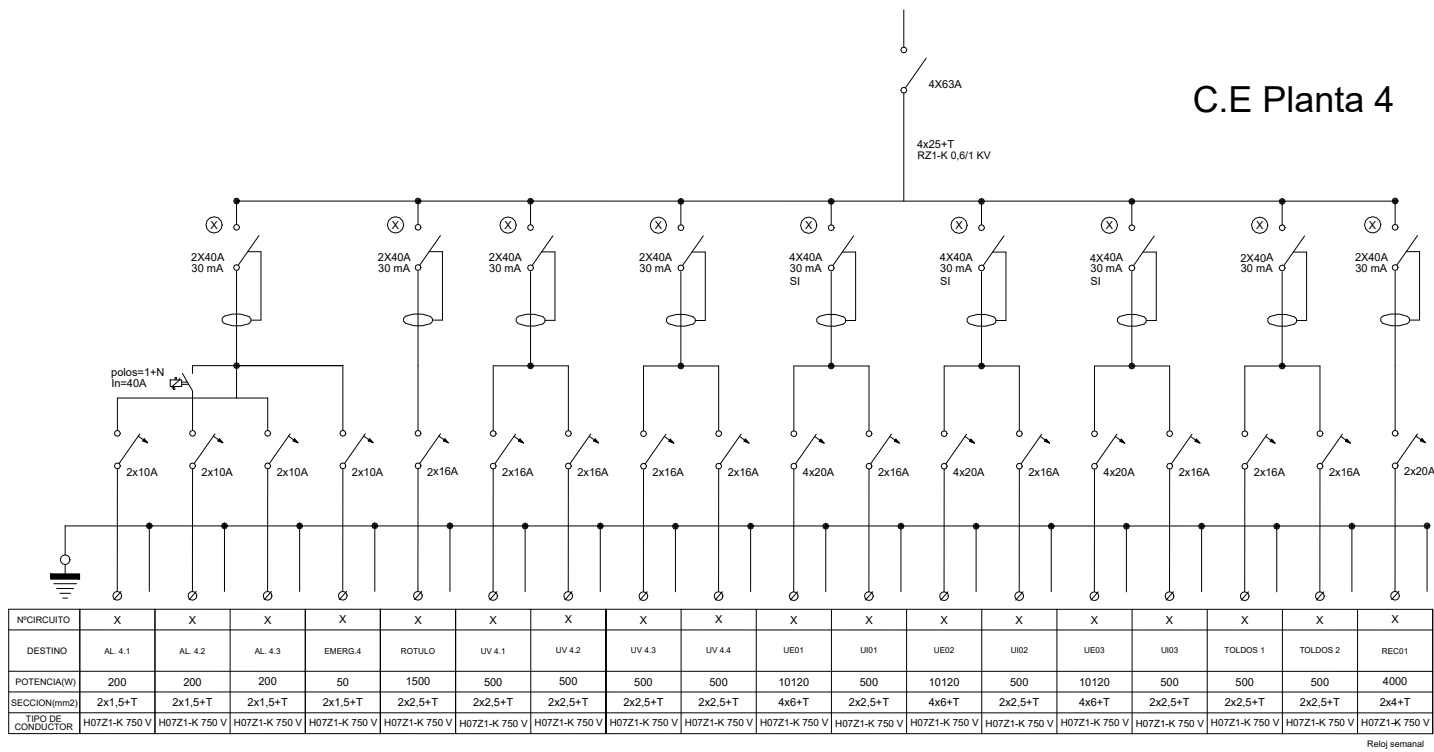 4X63A
C.E Planta 4
4x25+T
RZ1-K 0,6/1 KV
X X X X X X X X X
2X40A 2X40A 2X40A 2X40A 4X40A 4X40A 4X40A 2X40A 2X40A
30 mA 30 mA 30 mA 30 mA 30 mA 30 mA 30 mA 30 mA 30 mA
SI SI SI
polos=1+N
In=40A
2x10A 2x10A 2x10A 2x10A 2x16A 2x16A 2x16A 2x16A 2x16A 4x20A 2x16A 4x20A 2x16A 4x20A 2x16A 2x16A 2x16A 2x20A
NºCIRCUITO X X X X X X X X X X X X X X X X X X
DESTINO AL. 4.1 AL. 4.2 AL. 4.3 EMERG.4 ROTULO UV 4.1 UV 4.2 UV 4.3 UV 4.4 UE01 UI01 UE02 UI02 UE03 UI03 TOLDOS 1 TOLDOS 2 REC01
POTENCIA(W) 200 200 200 50 1500 500 500 500 500 10120 500 10120 500 10120 500 500 500 4000
SECCION(mm2) 2x1,5+T 2x1,5+T 2x1,5+T 2x1,5+T 2x2,5+T 2x2,5+T 2x2,5+T 2x2,5+T 2x2,5+T 4x6+T 2x2,5+T 4x6+T 2x2,5+T 4x6+T 2x2,5+T 2x2,5+T 2x2,5+T 2x4+T
TIPO DE
CONDUCTOR H07Z1-K 750 V H07Z1-K 750 V H07Z1-K 750 V H07Z1-K 750 V H07Z1-K 750 V H07Z1-K 750 V H07Z1-K 750 V H07Z1-K 750 V H07Z1-K 750 V H07Z1-K 750 V H07Z1-K 750 V H07Z1-K 750 V H07Z1-K 750 V H07Z1-K 750 V H07Z1-K 750 V H07Z1-K 750 V H07Z1-K 750 V H07Z1-K 750 V
Reloj semanal